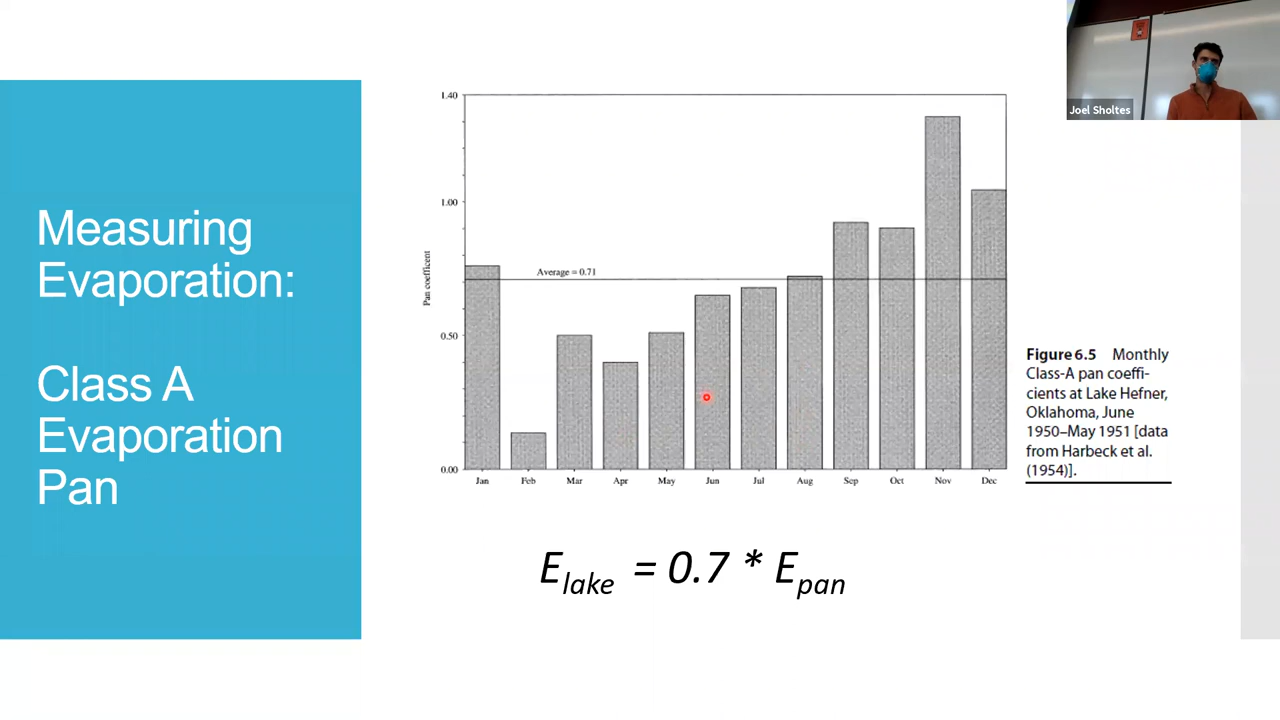 Joel Sholtes
Measuring
Evaporation:
Class A
Evaporation
Pan
1.40
1.00
0.50
0.00
Pan coefficient
Average = 0.71
Jan Feb Mar Apr May Jun Jul Aug Sep Oct Nov Dec
Figure 6.5 Monthly
Class-A pan coeffi-
cients at Lake Hefner,
Oklahoma, June
1950–May 1951 [data
from Harbeck et al.
(1954)].
Elake = 0.7 * Epan